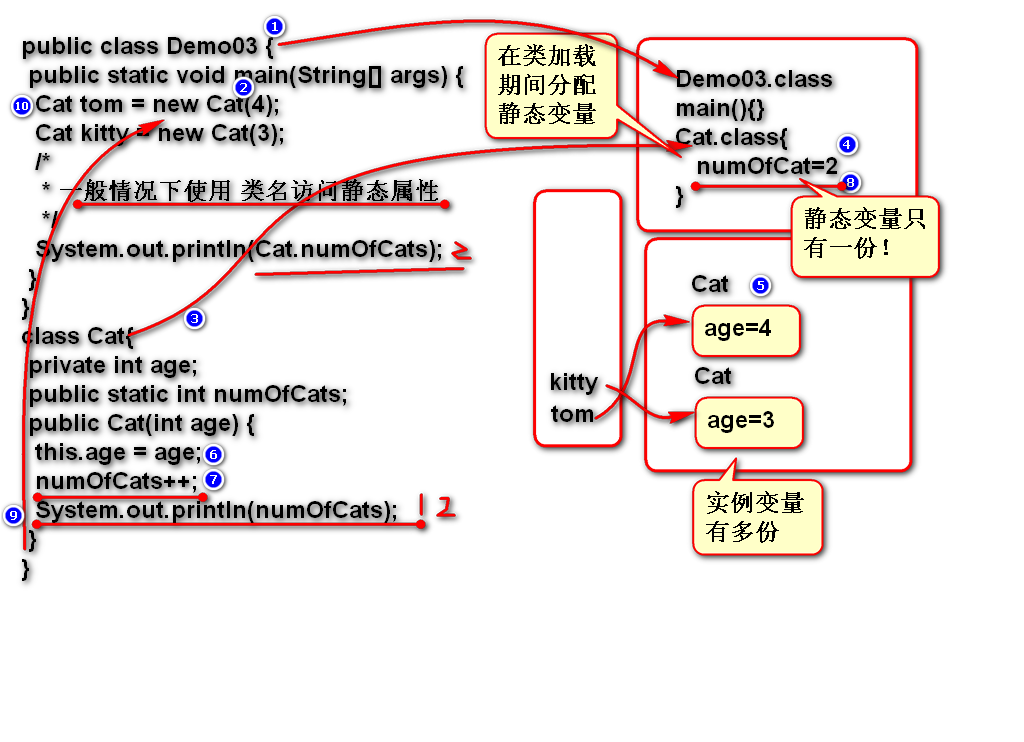 public class Demo03 {
public static void main(String[] args) {
Cat tom = new Cat(4);
Cat kitty = new Cat(3);
/*
* 一般情况下使用 类名访问静态属性
*/
System.out.println(Cat.numOfCats); 2
}
}
class Cat{
private int age;
public static int numOfCats;
public Cat(int age) {
this.age = age;
numOfCats++;
System.out.println(numOfCats); 1 2
}
}
1
2
10
3
6
7
9
在类加载
期间分配
静态变量
Demo03.class
main(){}
Cat.class{
numOfCat=2
}
4
8
静态变量只
有一份!
kitty
tom
Cat
5
age=4
Cat
age=3
实例变量
有多份